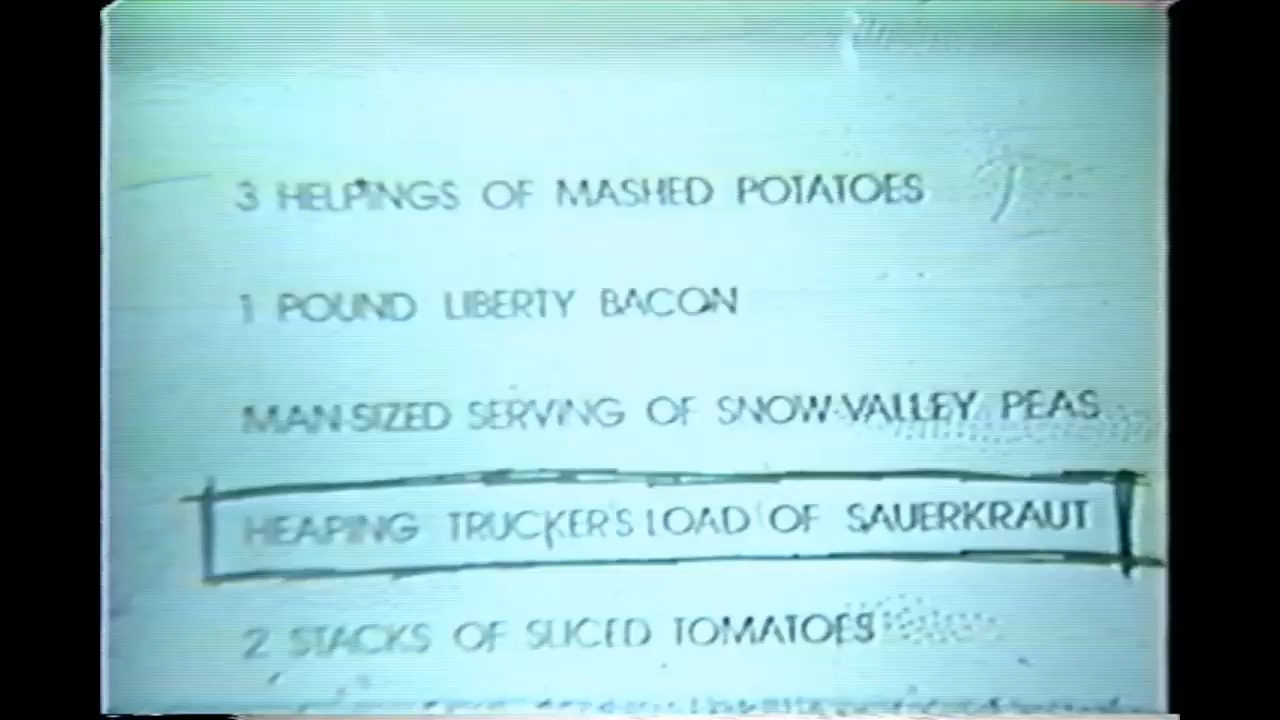 3 HELPINGS OF MASHED POTATOES
1 POUND LIBERTY BACON
MAN-SIZED SERVING OF SNOW-VALLEY PEAS
HEAPING TRUCKER'S LOAD OF SAUERKRAUT
2 STACKS OF SLICED TOMATOES